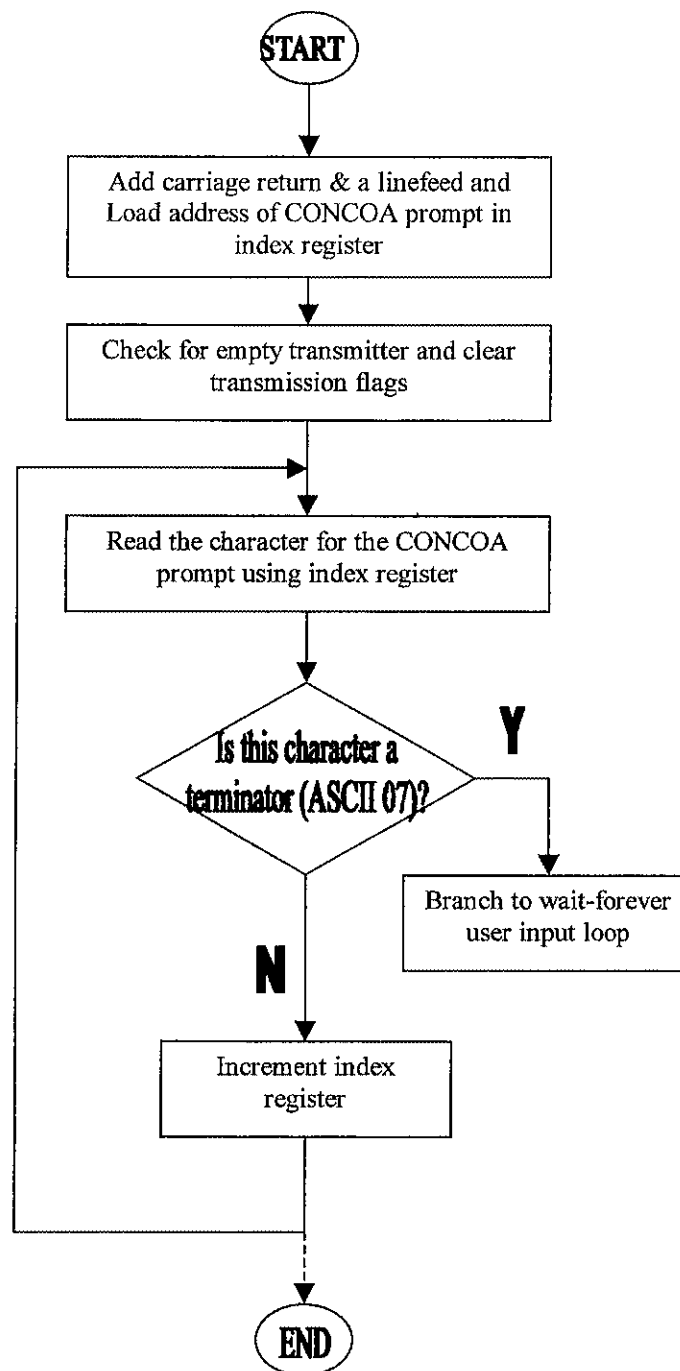 START
Add carriage return & a linefeed and
Load address of CONCOA prompt in
index register
Check for empty transmitter and clear
transmission flags
Read the character for the CONCOA
prompt using index register
Is this character a
terminator (ASCII 07)?
Y
Branch to wait-forever
user input loop
N
Increment index
register
END